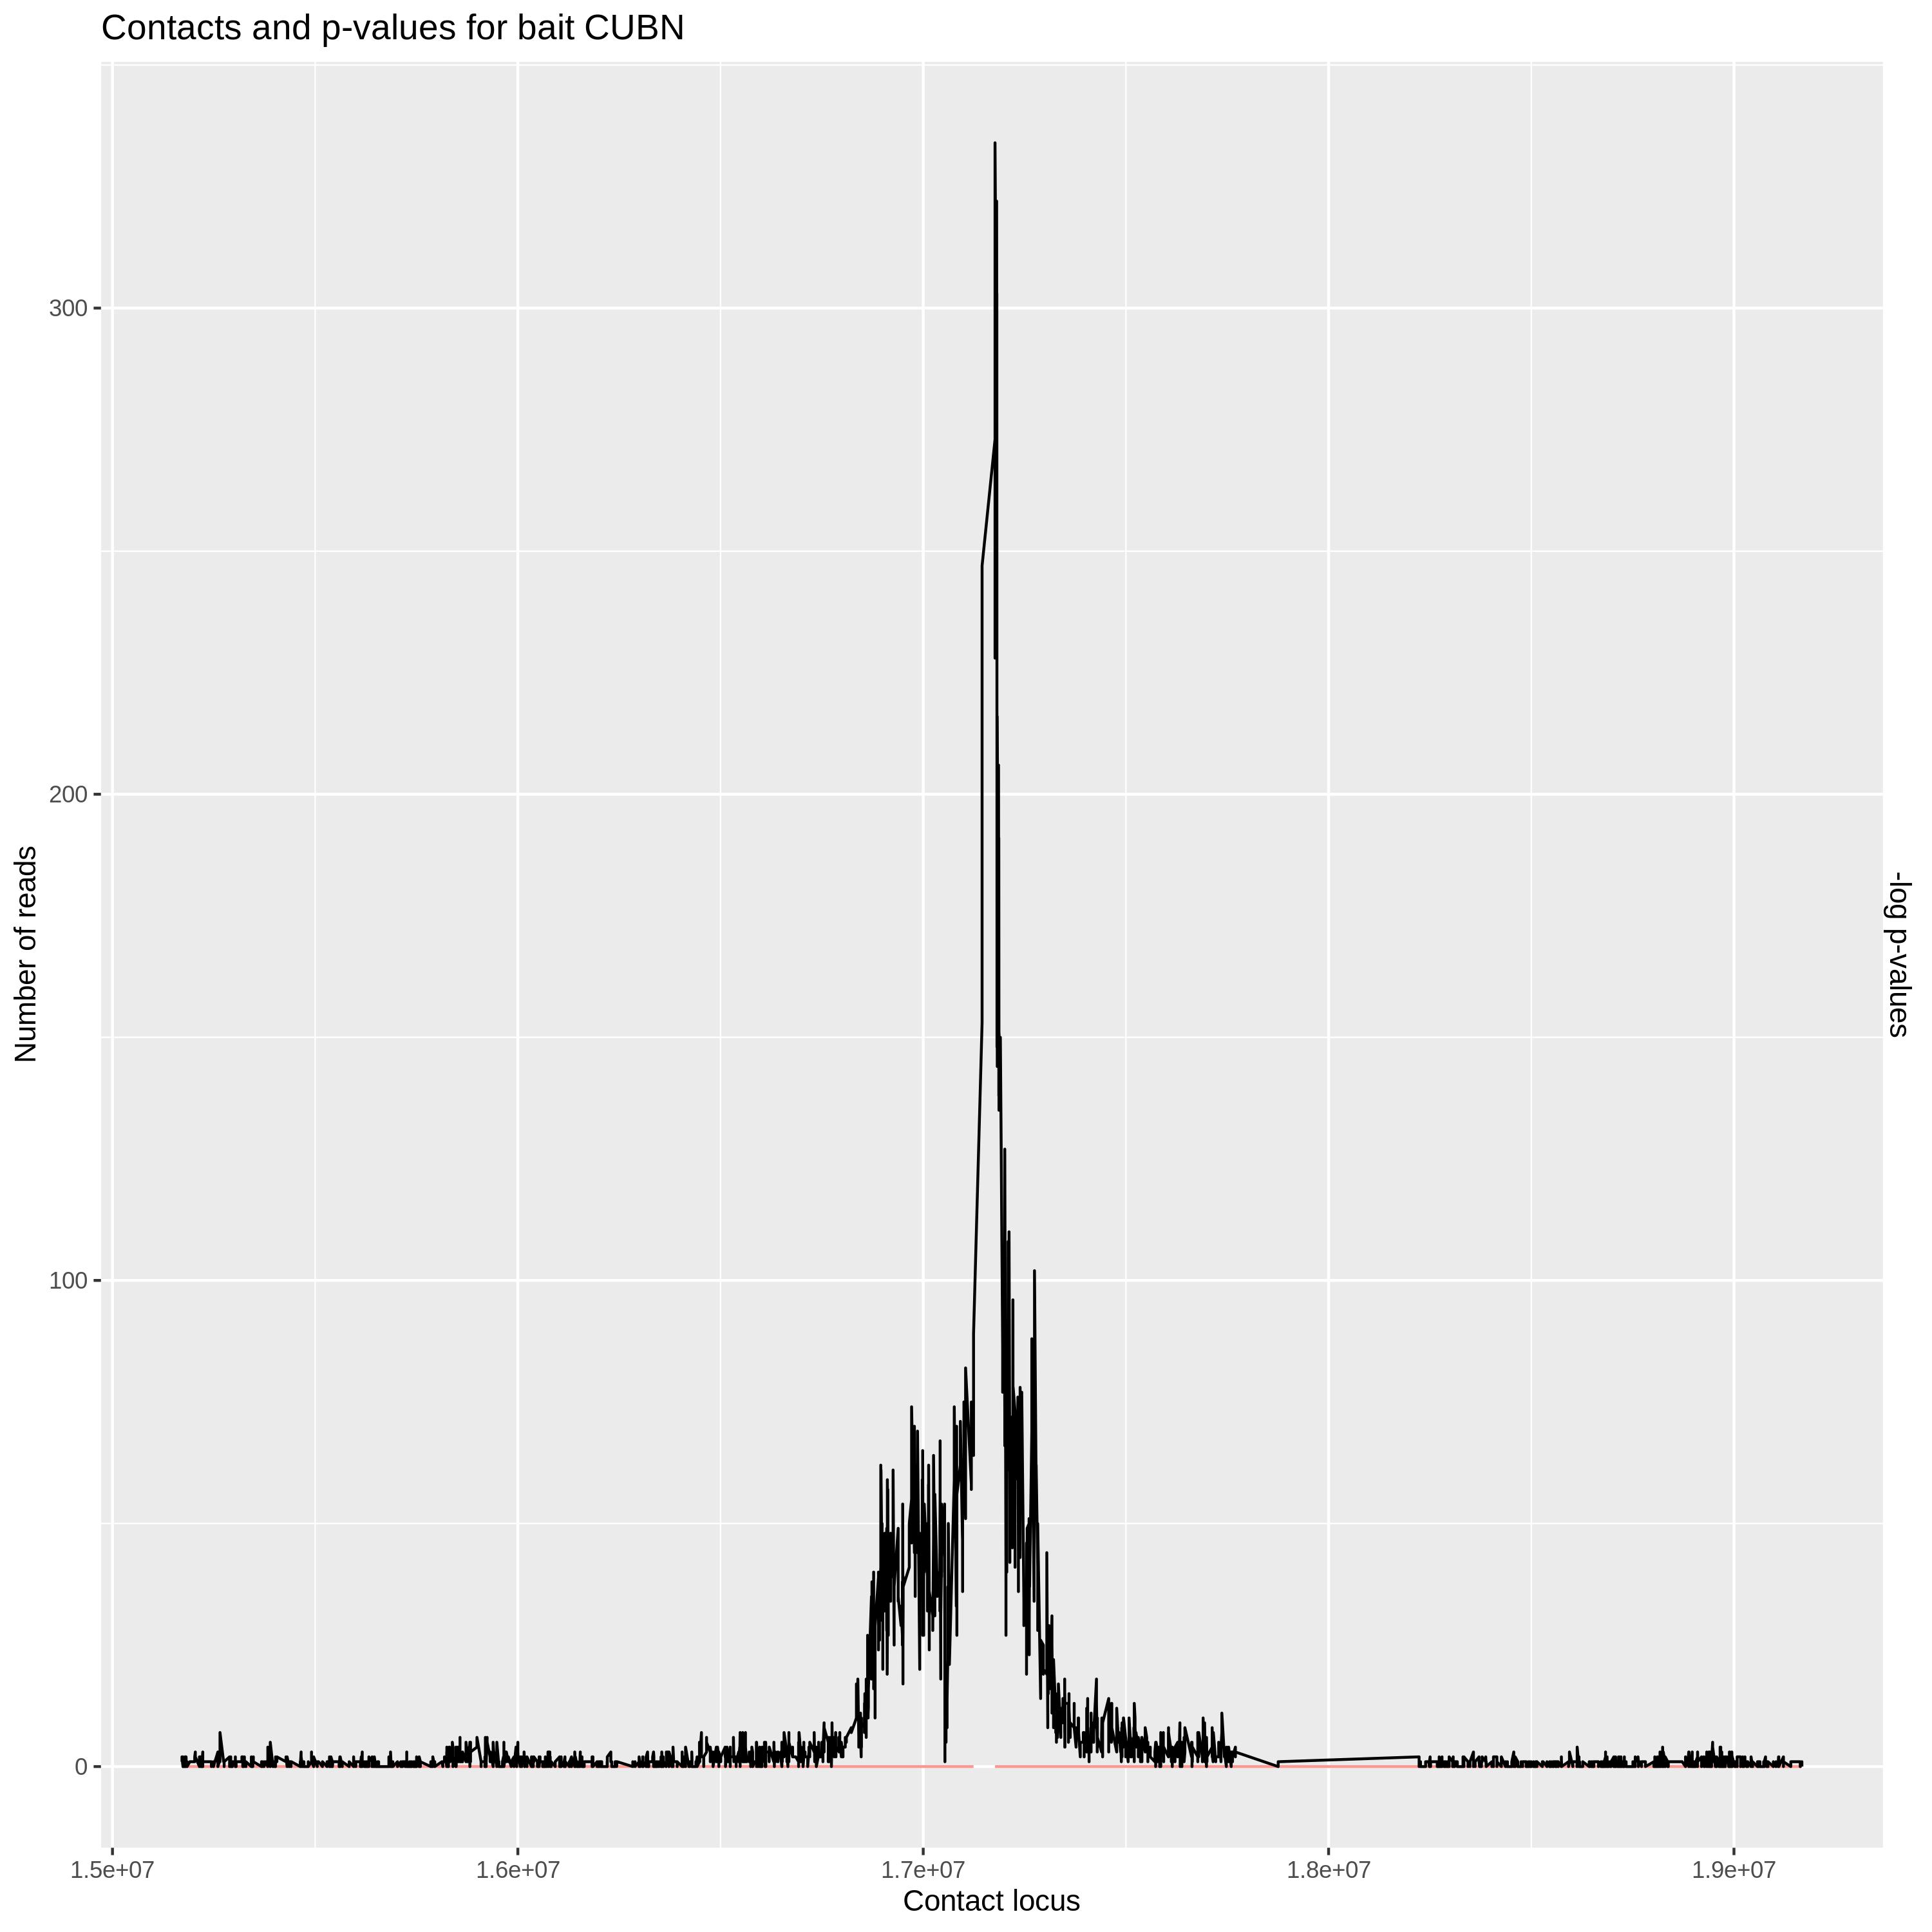 Contacts and p-values for bait CUBN
300
200
100
0
Number of reads
-log p-values
1.5e+07 1.6e+07 1.7e+07 1.8e+07 1.9e+07
Contact locus